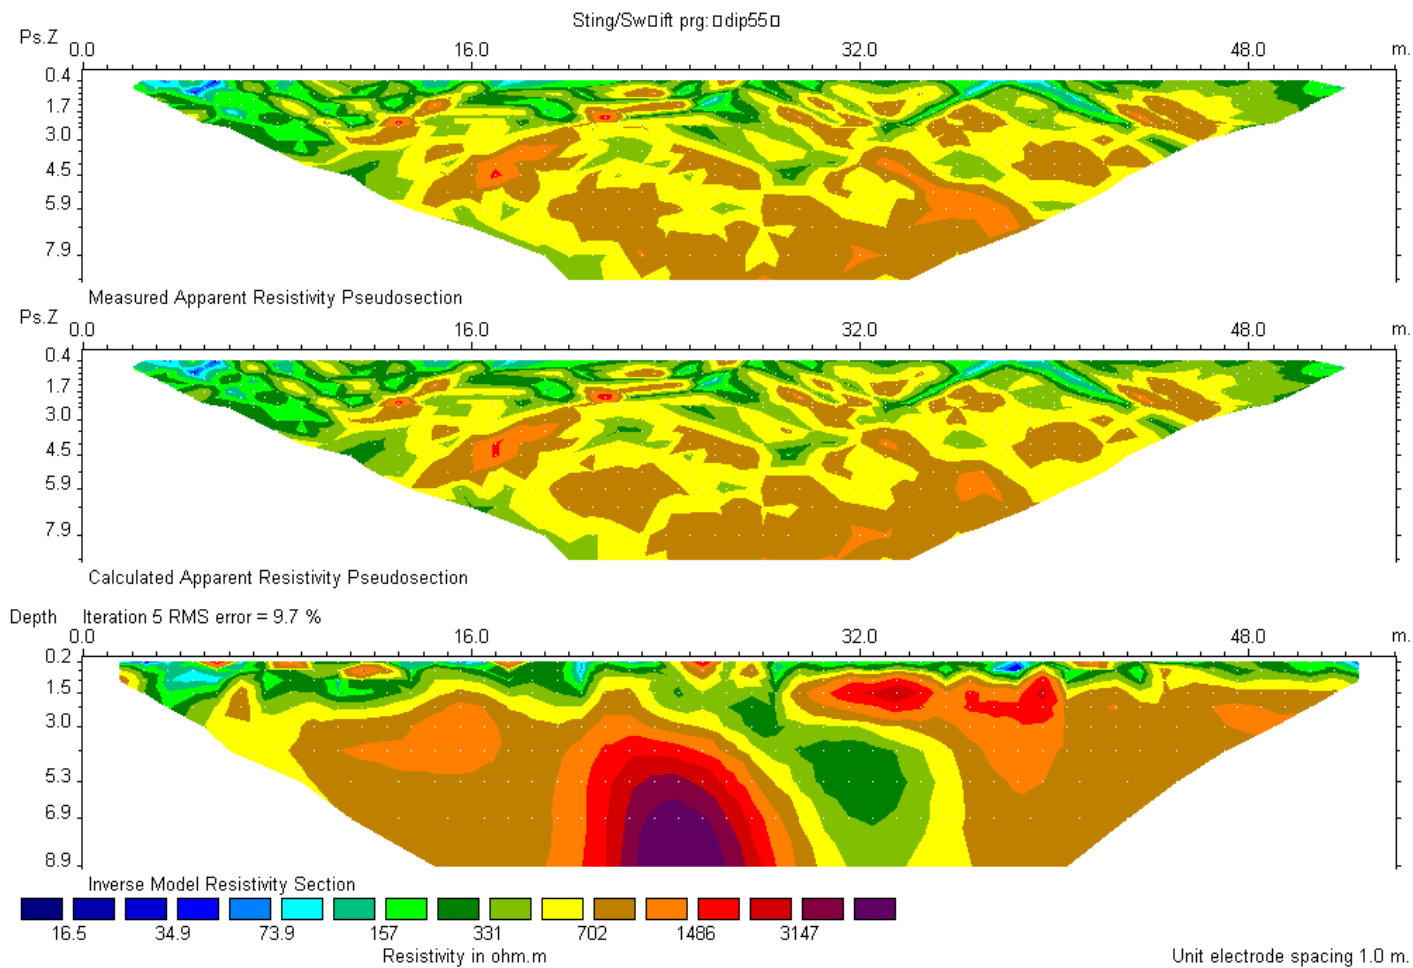 Sting/Sw□ift prg: □dip55□
Ps.Z 0.0 16.0 32.0 48.0 m.
0.4
1.7
3.0
4.5
5.9
7.9
Measured Apparent Resistivity Pseudosection
Ps.Z 0.0 16.0 32.0 48.0 m.
0.4
1.7
3.0
4.5
5.9
7.9
Calculated Apparent Resistivity Pseudosection
Depth Iteration 5 RMS error = 9.7 %
0.0 16.0 32.0 48.0 m.
0.2
1.5
3.0
5.3
6.9
8.9
Inverse Model Resistivity Section
16.5 34.9 73.9 157 331 702 1486 3147
Resistivity in ohm.m Unit electrode spacing 1.0 m.